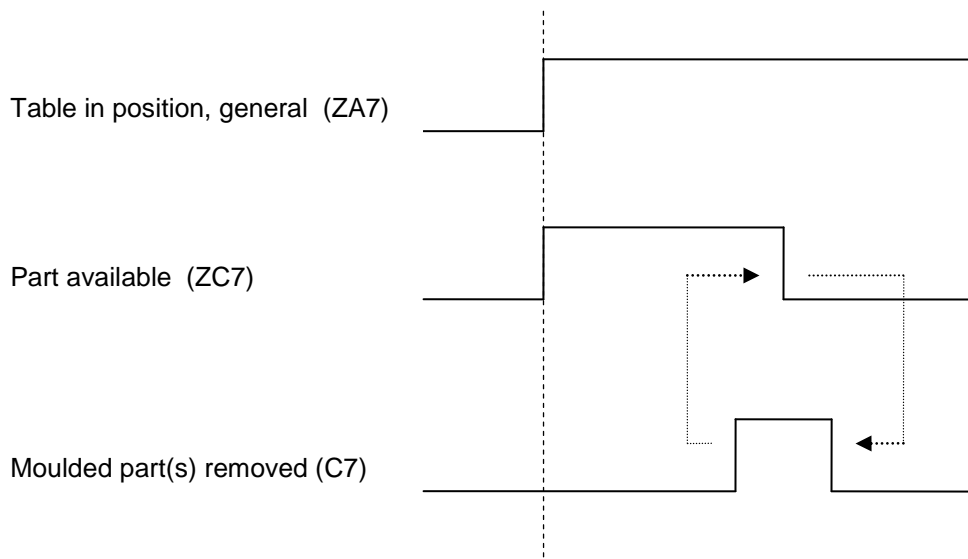 Table in position, general (ZA7)
Part available (ZC7)
Moulded part(s) removed (C7)